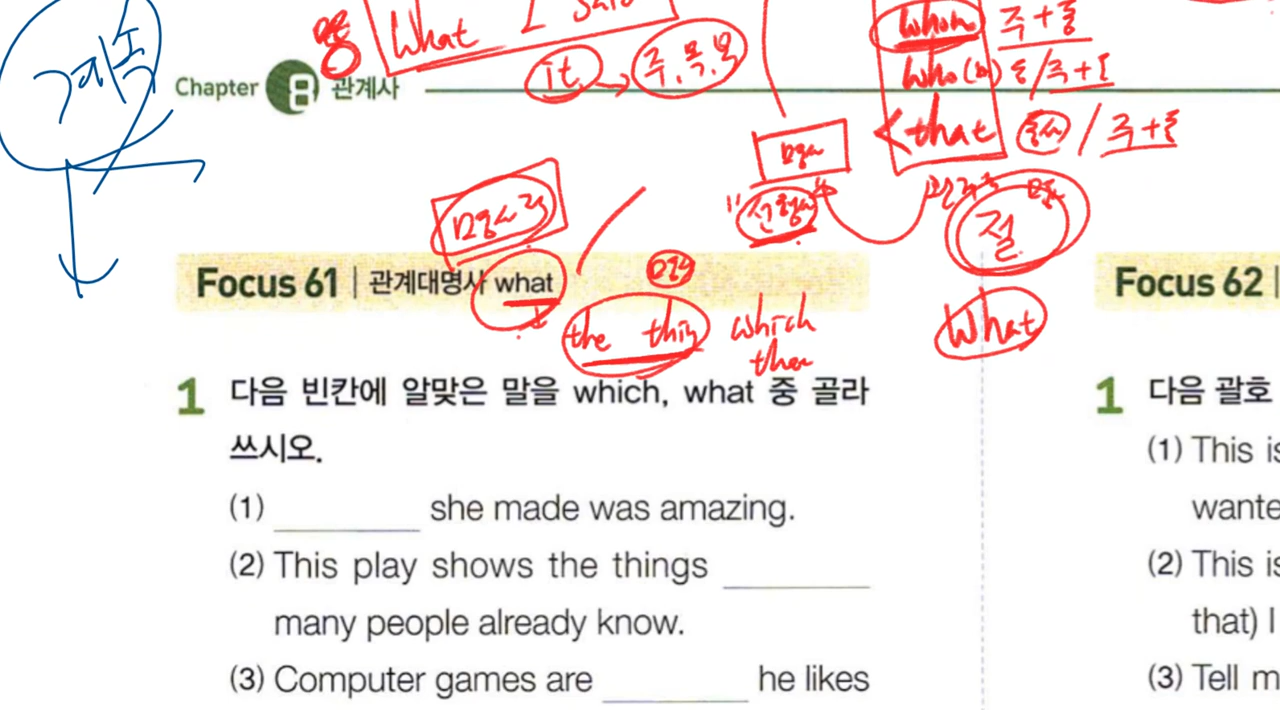 계속
What I said
it → 주.목.보
whom 주+동
who(m) / 주+동
that 동사 / 주+동
Chapter 8 관계사
명사
"선행사"
절
명사절
Focus 61 | 관계대명사 what
the thing which
that
What
Focus 62 |
1 다음 빈칸에 알맞은 말을 which, what 중 골라
쓰시오.
(1) ________ she made was amazing.
(2) This play shows the things ________
many people already know.
(3) Computer games are ________ he likes
1 다음 괄호
(1) This is
wante
(2) This is
that) I
(3) Tell m